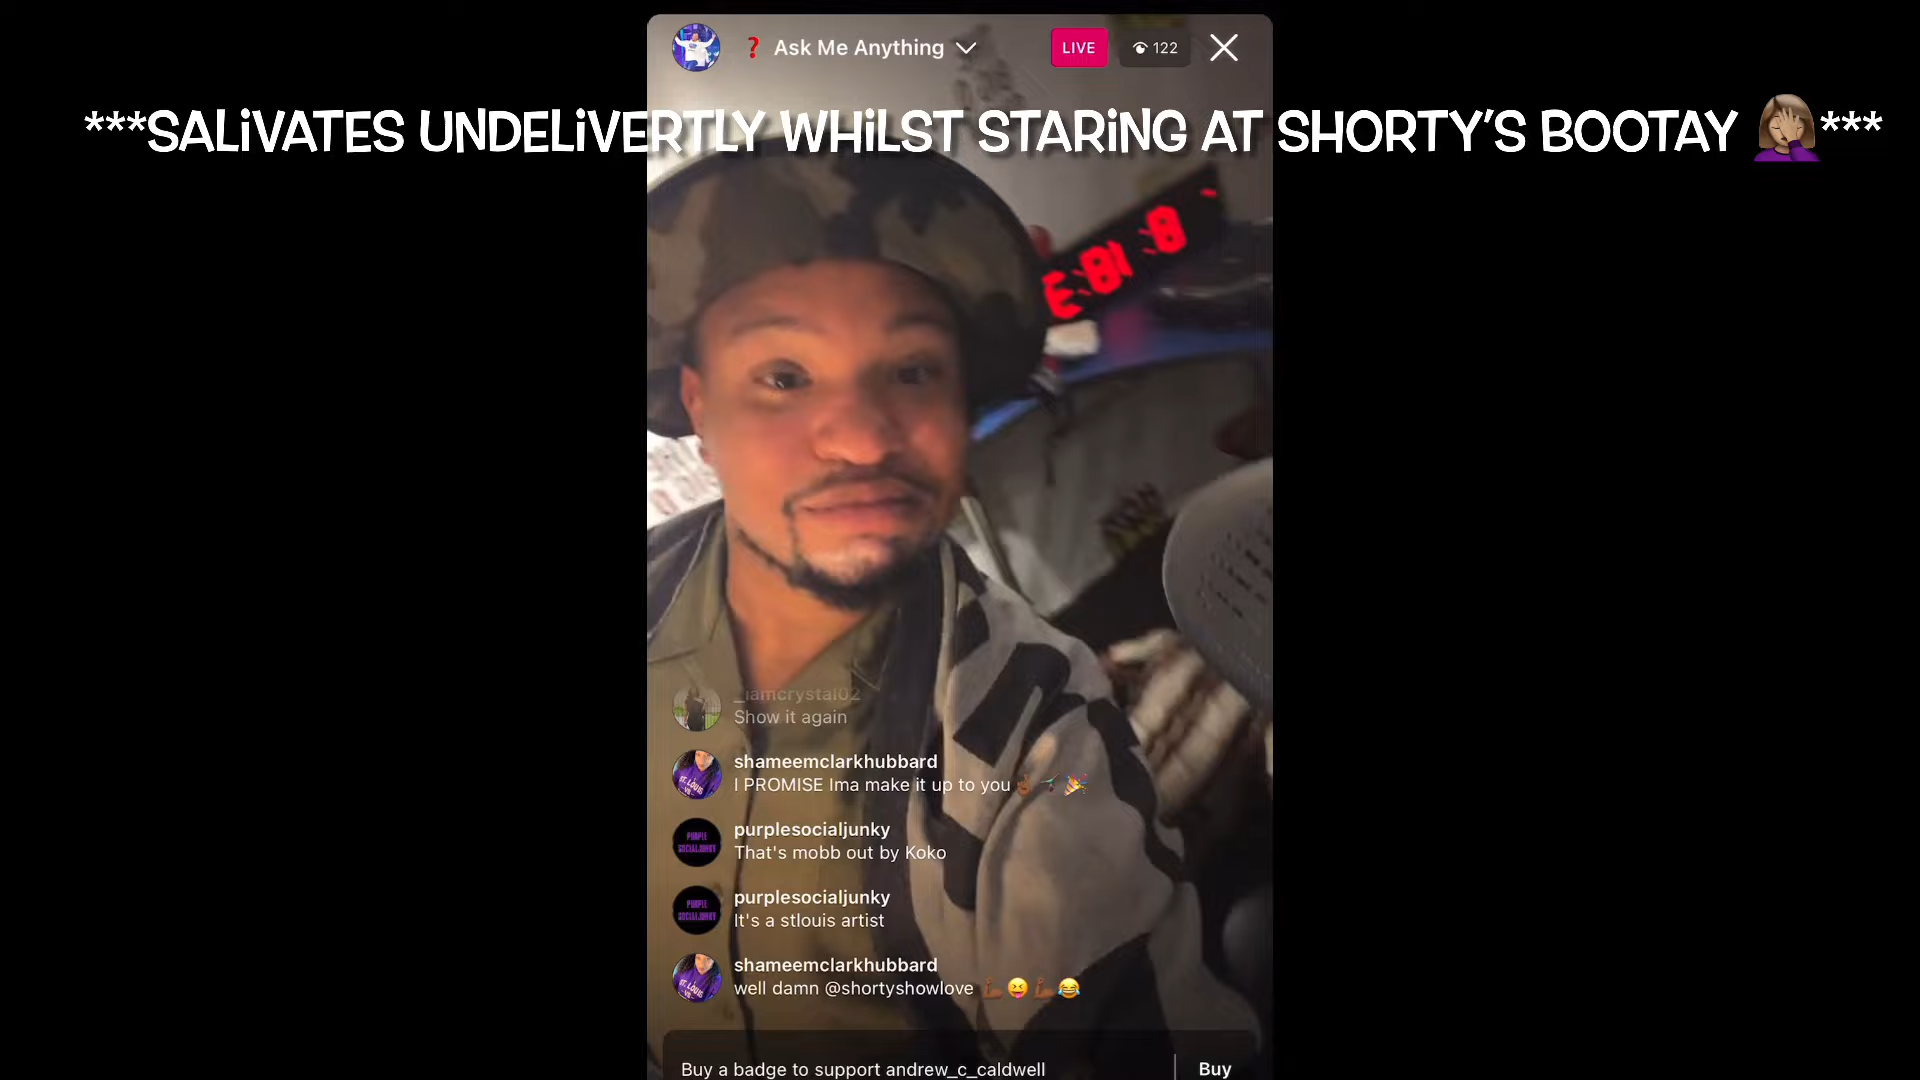 ❓ Ask Me Anything
LIVE
122
***SALiVATES UNDELiVERTLY WHiLST STARiNG AT SHORTY'S BOOTAY 🤦🏽‍♀️***
_iamcrystal02
Show it again
shameemclarkhubbard
I PROMISE Ima make it up to you
purplesocialjunky
That's mobb out by Koko
purplesocialjunky
It's a stlouis artist
shameemclarkhubbard
well damn @shortyshowlove 💪🏾😝💪🏾😂
Buy a badge to support andrew_c_caldwell
Buy